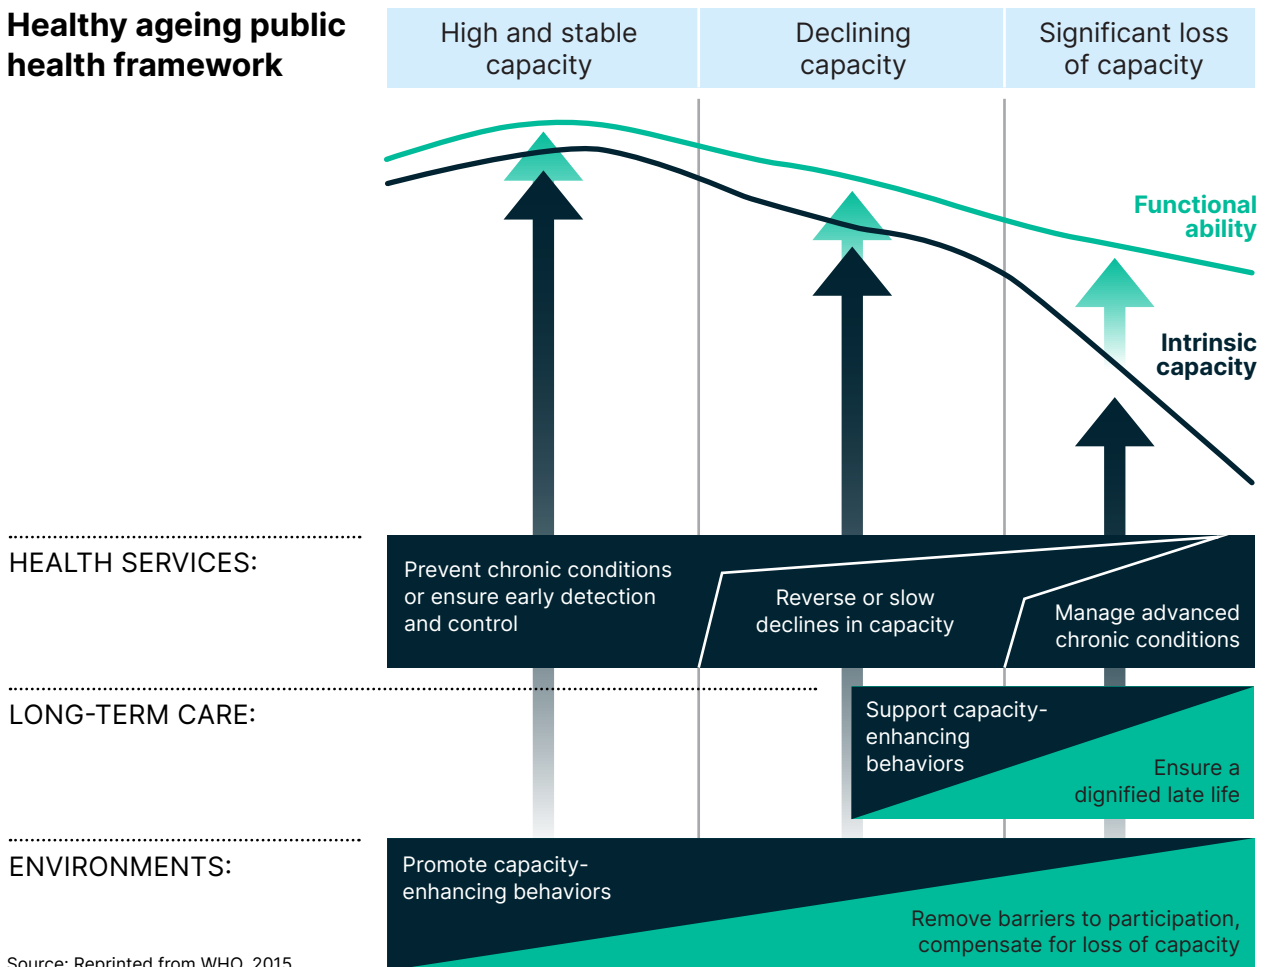 Healthy ageing public
health framework
High and stable
capacity
Declining
capacity
Significant loss
of capacity
Functional
ability
Intrinsic
capacity
HEALTH SERVICES:
Prevent chronic conditions
or ensure early detection
and control
Reverse or slow
declines in capacity
Manage advanced
chronic conditions
LONG-TERM CARE:
Support capacity-
enhancing
behaviors
Ensure a
dignified late life
ENVIRONMENTS:
Promote capacity-
enhancing behaviors
Remove barriers to participation,
compensate for loss of capacity
Source: Reprinted from WHO, 2015